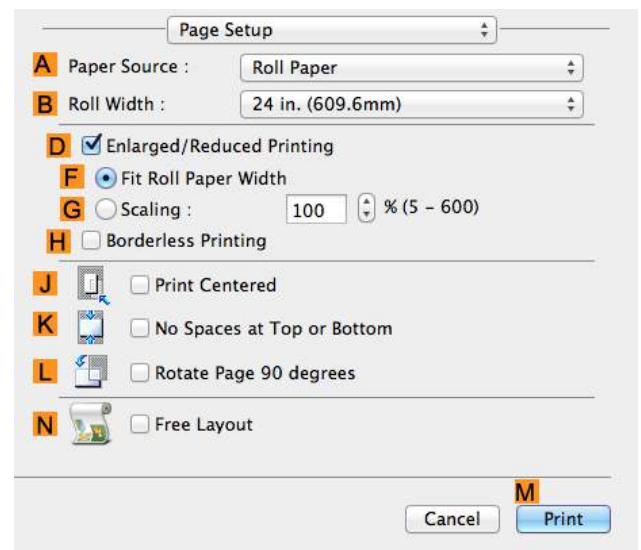 Page Setup
A Paper Source : Roll Paper
B Roll Width : 24 in. (609.6mm)
D Enlarged/Reduced Printing
F Fit Roll Paper Width
G Scaling : 100 % (5 - 600)
H Borderless Printing
J Print Centered
K No Spaces at Top or Bottom
L Rotate Page 90 degrees
N Free Layout
M
Cancel Print